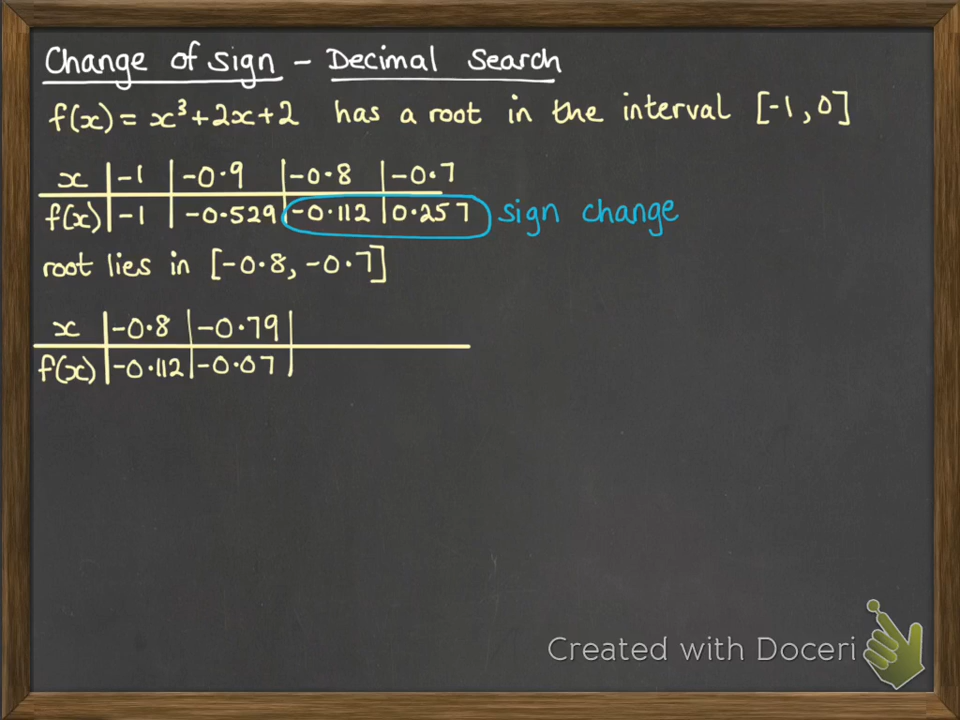 Change of sign - Decimal Search
f(x) = x³+2x+2 has a root in the interval [-1, 0]
x | -1 | -0.9 | -0.8 | -0.7
f(x) | -1 | -0.529 | -0.112 | 0.257 sign change
root lies in [-0.8, -0.7]
x | -0.8 | -0.79 |
f(x) | -0.112 | -0.07 |
Created with Doceri